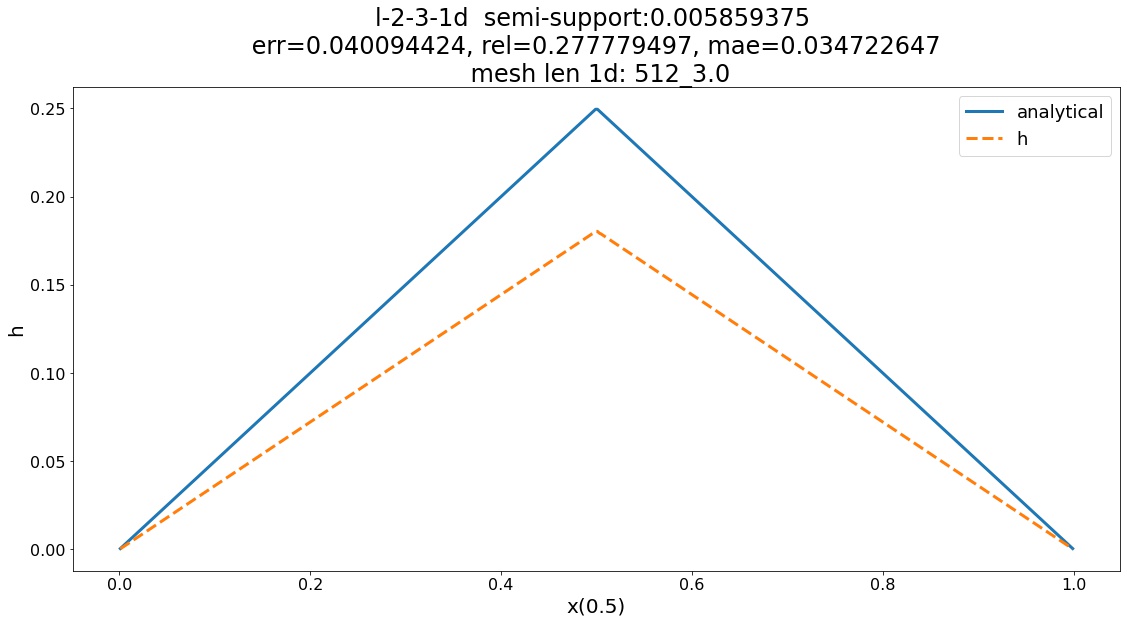 l-2-3-1d  semi-support:0.005859375
err=0.040094424, rel=0.277779497, mae=0.034722647
mesh len 1d: 512_3.0
analytical
h
0.25
0.20
0.15
0.10
0.05
0.00
h
0.0 0.2 0.4 0.6 0.8 1.0
x(0.5)